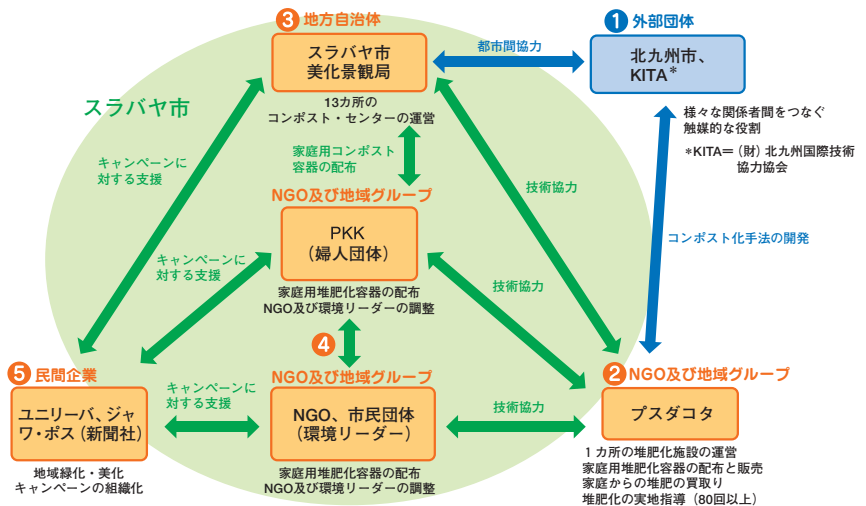 ③地方自治体
スラバヤ市
美化景観局
13カ所の
コンポスト・センターの運営
都市間協力
①外部団体
北九州市、
KITA*
様々な関係者間をつなぐ
触媒的な役割
*KITA＝（財）北九州国際技術
協力協会
スラバヤ市
キャンペーンに
対する支援
家庭用コンポスト
容器の配布
技術協力
コンポスト化手法の開発
NGO及び地域グループ
PKK
（婦人団体）
家庭用堆肥化容器の配布
NGO及び環境リーダーの調整
キャンペーンに
対する支援
技術協力
④
⑤民間企業
ユニリーバ、ジャ
ワ・ポス（新聞社）
地域緑化・美化
キャンペーンの組織化
キャンペーンに
対する支援
NGO及び地域グループ
NGO、市民団体
（環境リーダー）
家庭用堆肥化容器の配布
NGO及び環境リーダーの調整
技術協力
②NGO及び地域グループ
プスダコタ
1カ所の堆肥化施設の運営
家庭用堆肥化容器の配布と販売
家庭からの堆肥の買取り
堆肥化の実地指導（80回以上）